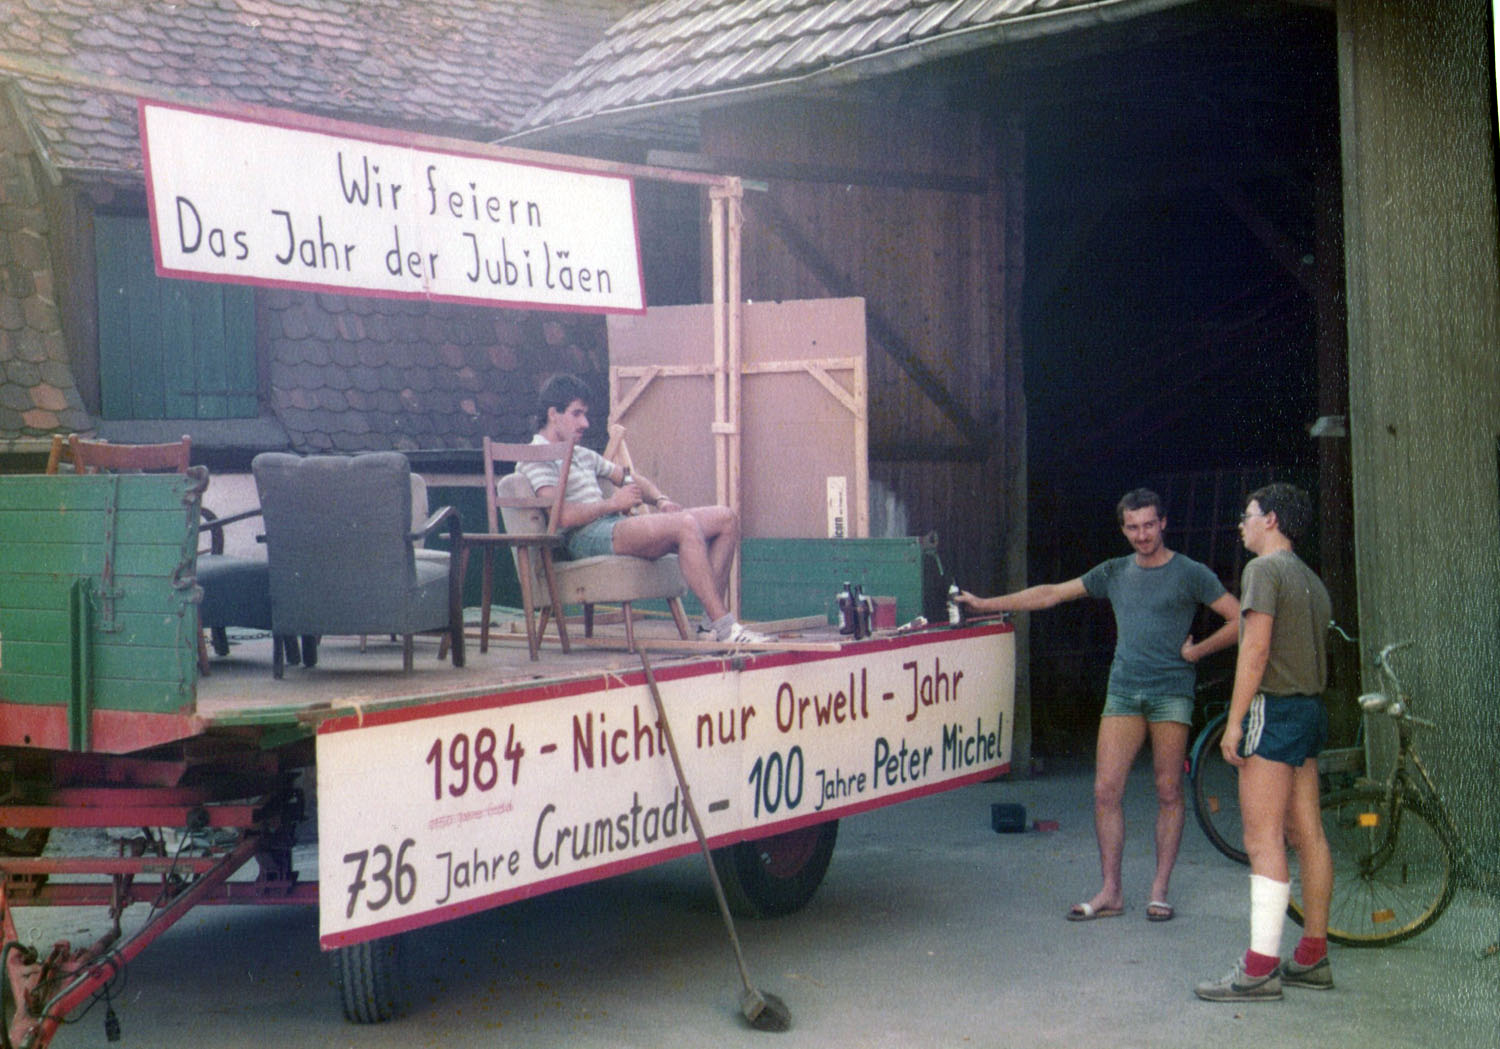 Wir feiern
Das Jahr der Jubiläen
1984 - Nicht nur Orwell - Jahr
736 Jahre Crumstadt - 100 Jahre Peter Michel